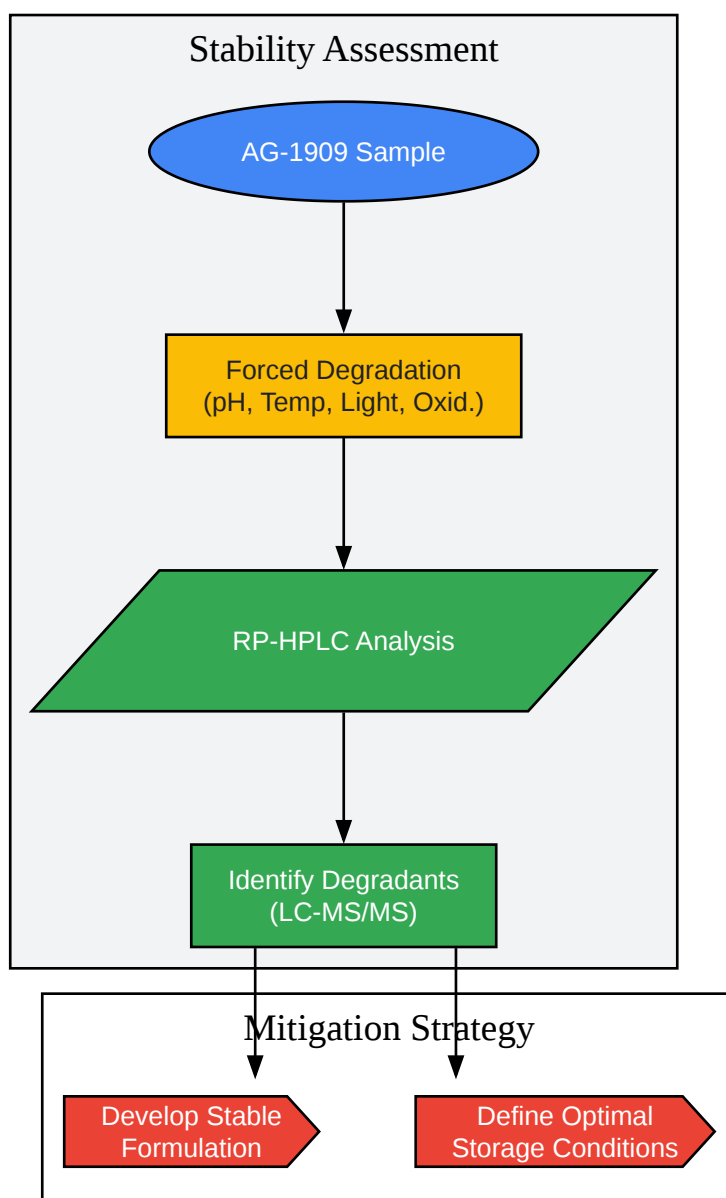 Stability Assessment
AG-1909 Sample
Forced Degradation
(pH, Temp, Light, Oxid.)
RP-HPLC Analysis
Identify Degradants
(LC-MS/MS)
Mitigation Strategy
Develop Stable
Formulation
Define Optimal
Storage Conditions